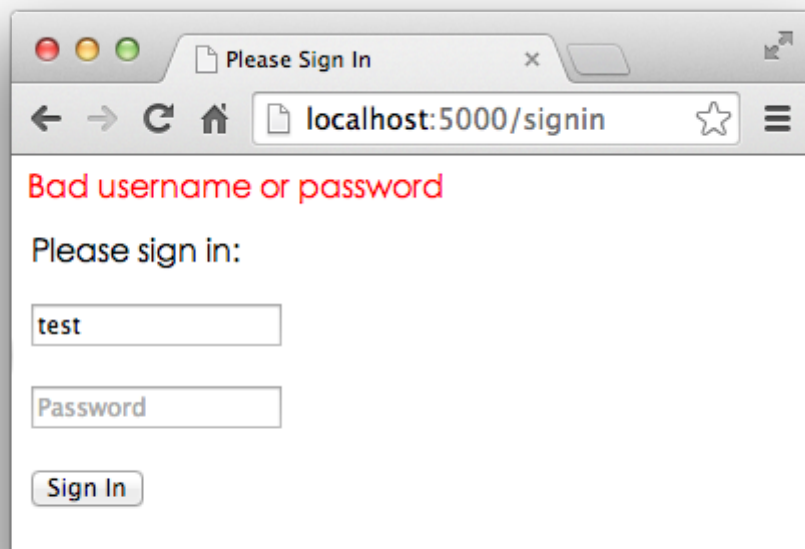 Please Sign In
localhost:5000/signin
Bad username or password
Please sign in:
test
Password
Sign In